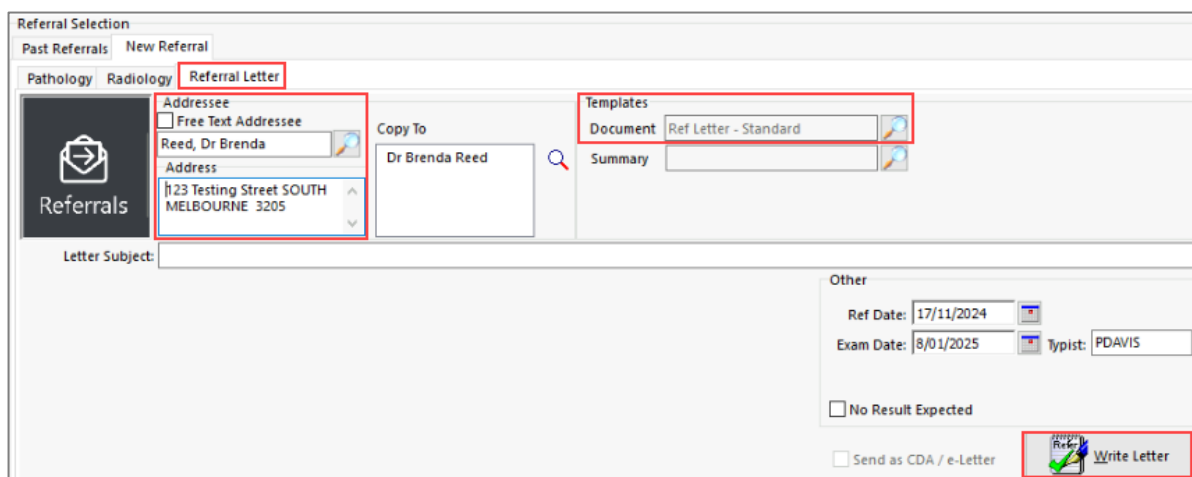 Referral Selection
Past Referrals New Referral
Pathology Radiology Referral Letter
Addressee
Free Text Addressee
Reed, Dr Brenda
Address
123 Testing Street SOUTH
MELBOURNE 3205
Referrals
Copy To
Dr Brenda Reed
Templates
Document Ref Letter - Standard
Summary
Letter Subject:
Other
Ref Date: 17/11/2024
Exam Date: 8/01/2025 Typist: PDAVIS
No Result Expected
Send as CDA / e-Letter
Refer
Write Letter